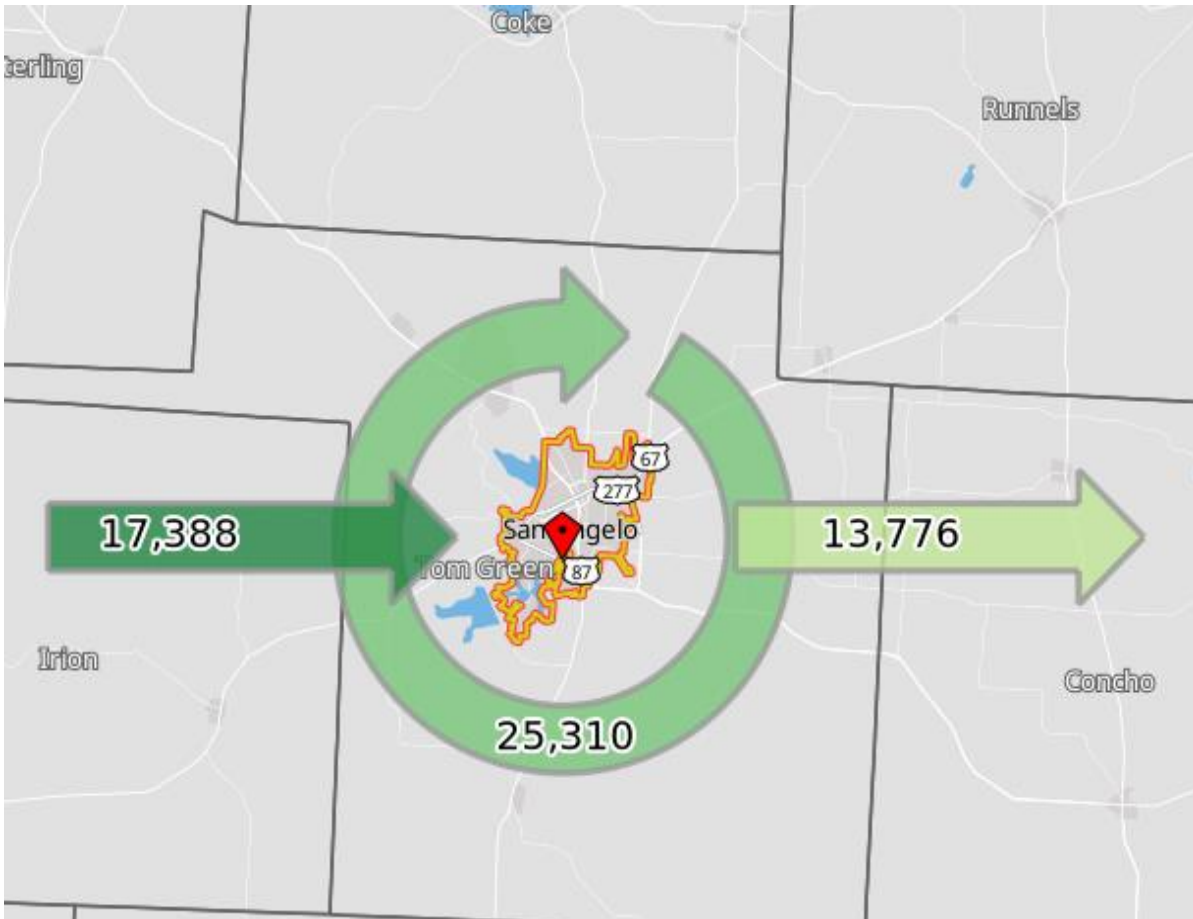 Coke
terling
Runnels
67
277
17,388
San Angelo
13,776
Tom Green
87
Irion
Concho
25,310